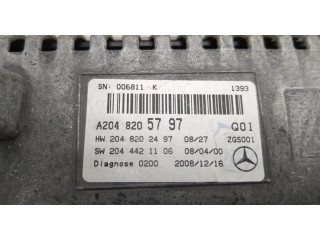 SN: 006811 K 1393
A204 820 57 97 Q01
HW 204 820 24 97 08/27 ZGS001
SW 204 442 11 06 08/04/00
Diagnose 0200 2008/12/16